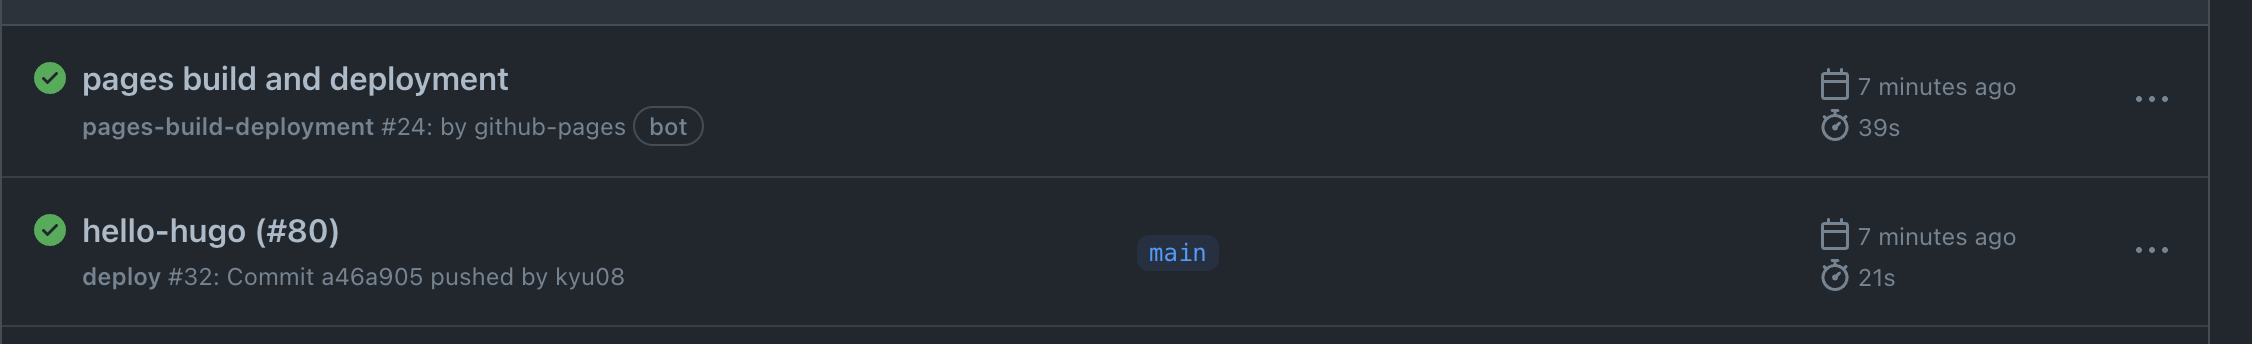 pages build and deployment
7 minutes ago
pages-build-deployment #24: by github-pages bot
39s
hello-hugo (#80)
main
7 minutes ago
deploy #32: Commit a46a905 pushed by kyu08
21s